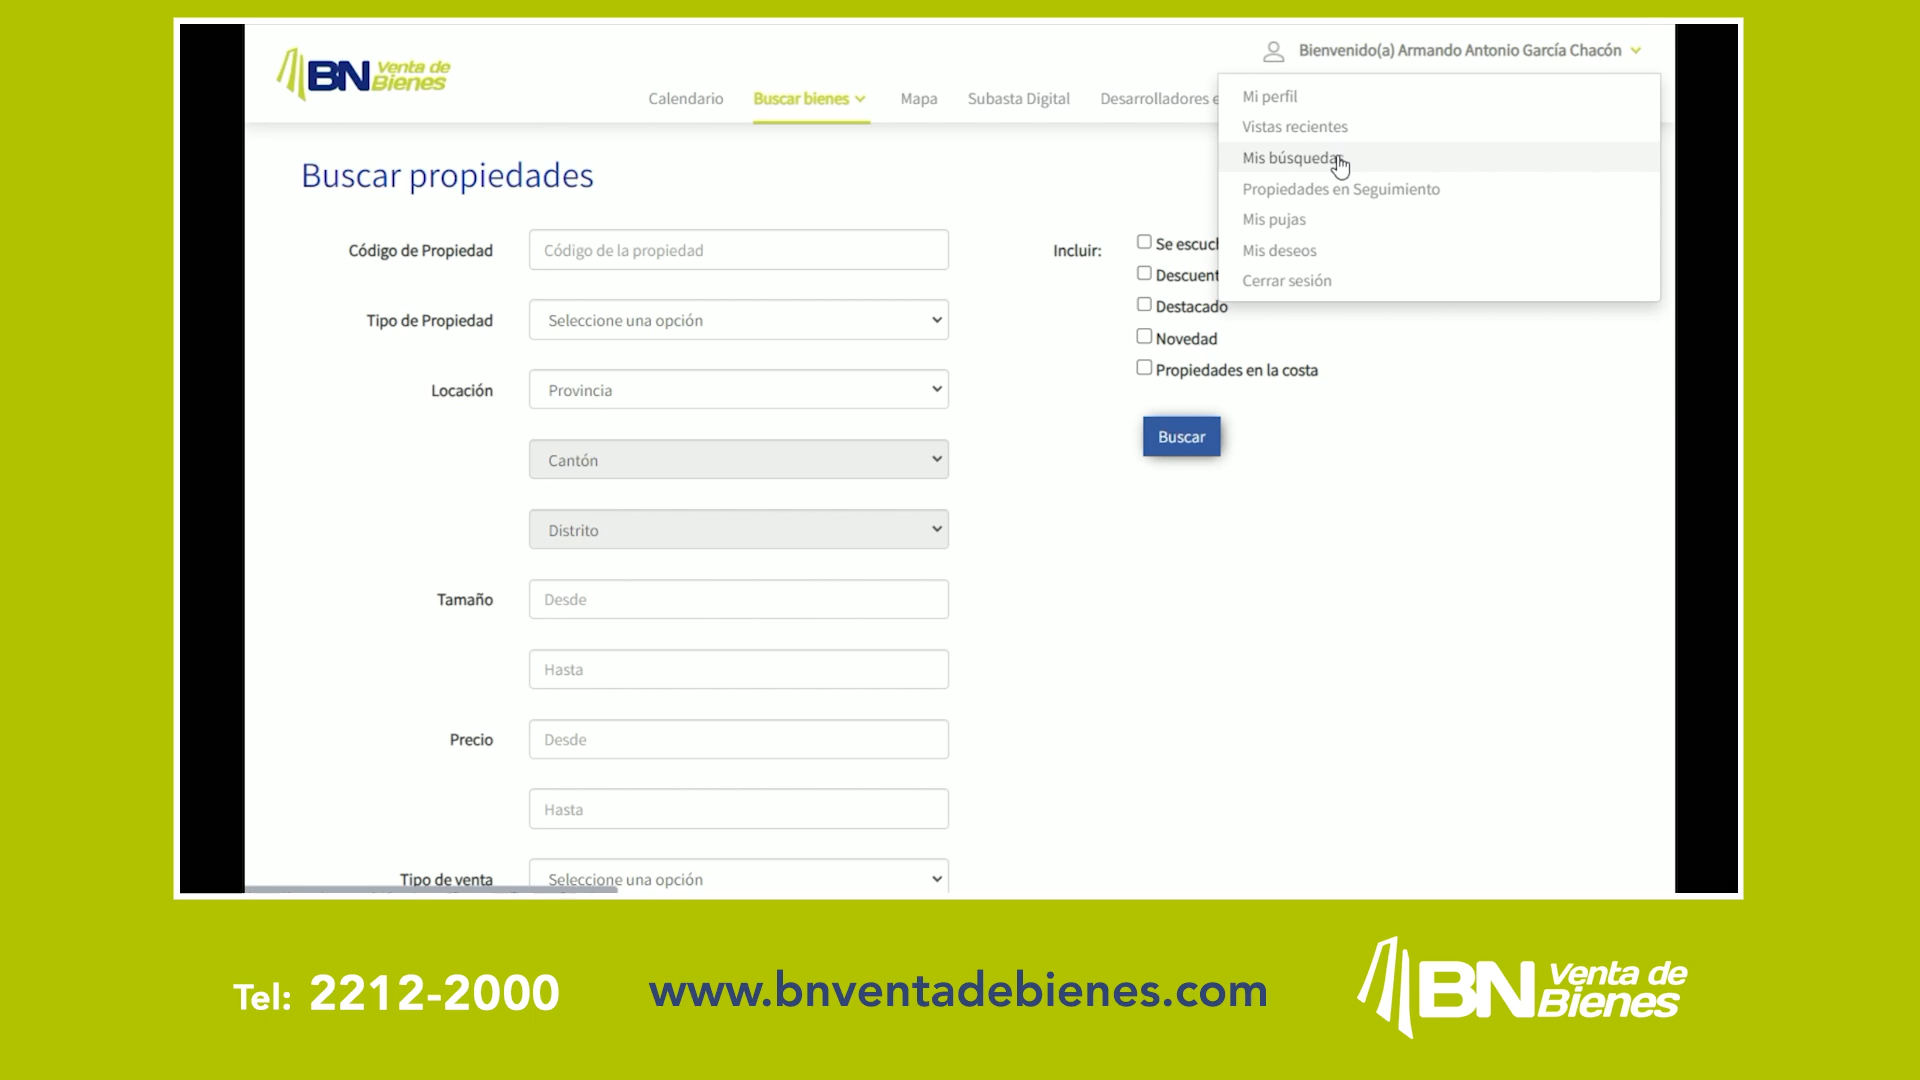 BN Venta de Bienes
Bienvenido(a) Armando Antonio García Chacón
Calendario
Buscar bienes
Mapa
Subasta Digital
Desarrolladores
Mi perfil
Vistas recientes
Mis búsquedas
Propiedades en Seguimiento
Mis pujas
Mis deseos
Cerrar sesión
Buscar propiedades
Código de Propiedad
Código de la propiedad
Tipo de Propiedad
Seleccione una opción
Locación
Provincia
Cantón
Distrito
Tamaño
Desde
Hasta
Precio
Desde
Hasta
Tipo de venta
Seleccione una opción
Incluir:
Se
Destacado
Novedad
Propiedades en la costa
Buscar
Tel: 2212-2000
www.bnventadebienes.com
BN Venta de Bienes